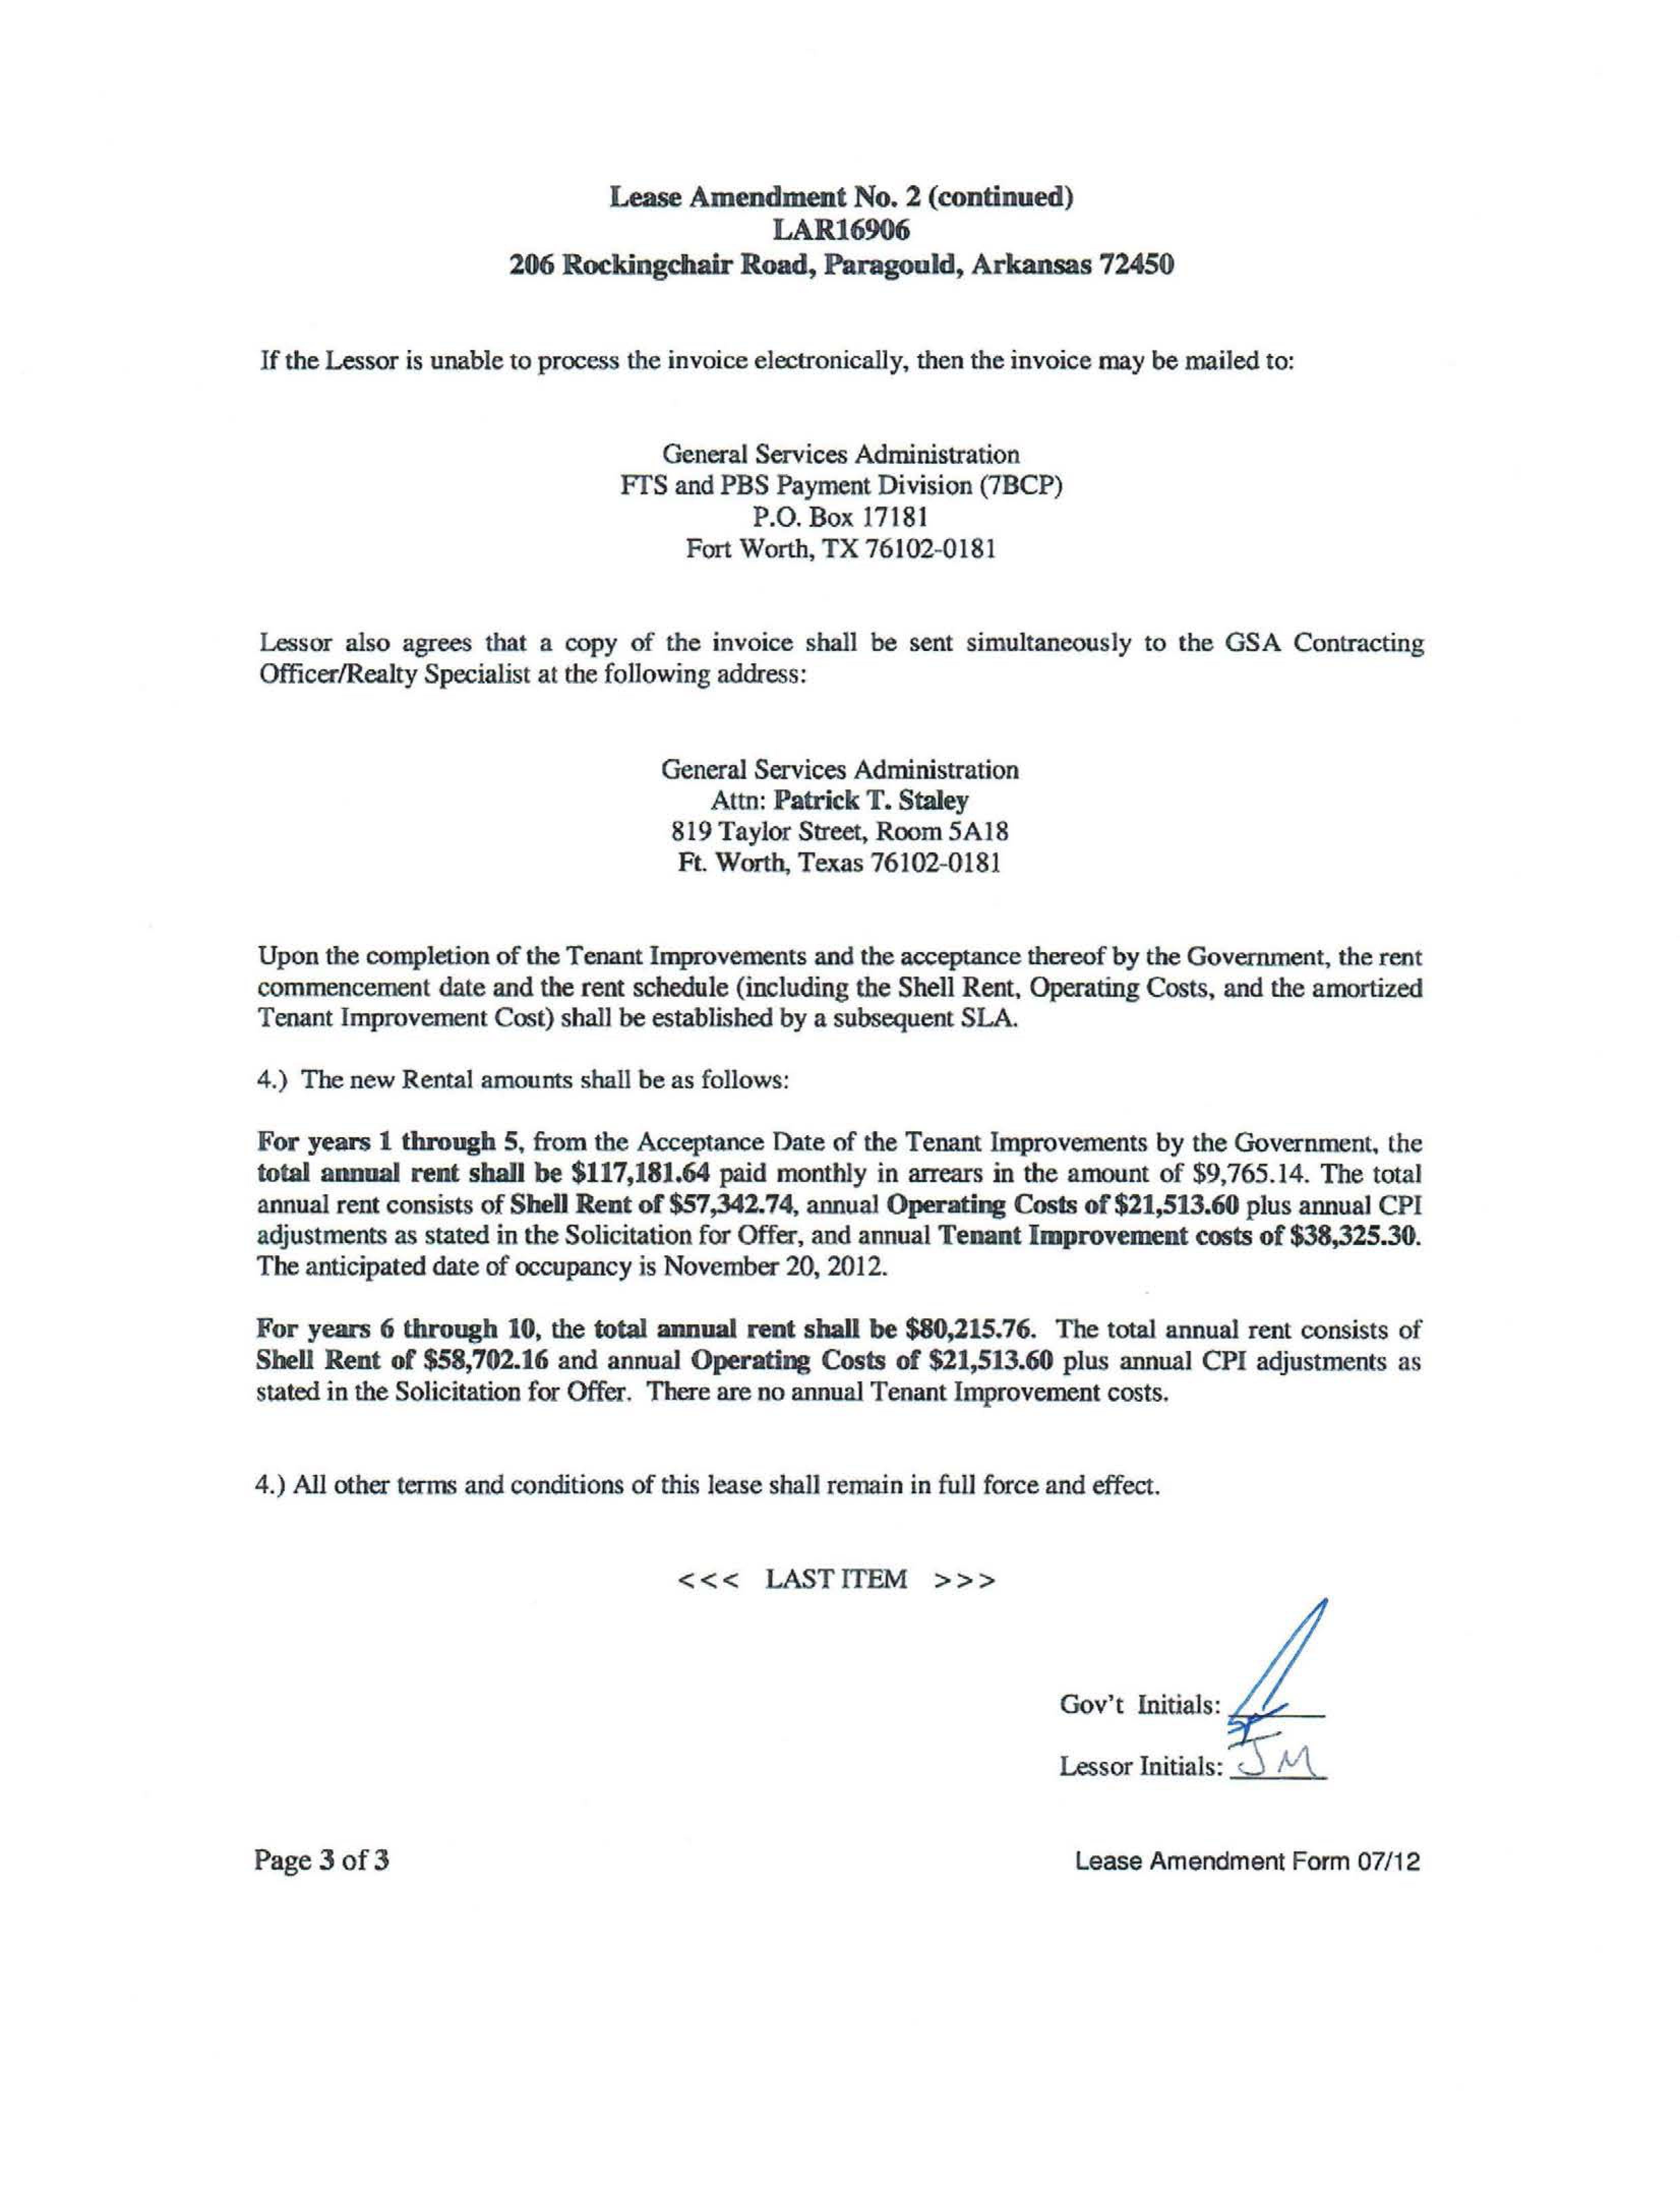 Lease Amendment No. 2 (continued)
LAR16906
206 Rockingchair Road, Paragould, Arkansas 72450
If the Lessor is unable to process the invoice electronically, then the invoice may be mailed to:
General Services Administration
FTS and PBS Payment Division (7BCP)
P.O. Box 17181
Fort Worth, TX 76102-0181
Lessor also agrees that a copy of the invoice shall be sent simultaneously to the GSA Contracting
Officer/Realty Specialist at the following address:
General Services Administration
Attn: Patrick T. Staley
819 Taylor Street, Room 5A18
Ft. Worth, Texas 76102-0181
Upon the completion of the Tenant Improvements and the acceptance thereof by the Government, the rent
commencement date and the rent schedule (including the Shell Rent, Operating Costs, and the amortized
Tenant Improvement Cost) shall be established by a subsequent SLA.
4.) The new Rental amounts shall be as follows:
For years 1 through 5, from the Acceptance Date of the Tenant Improvements by the Government, the
total annual rent shall be $117,181.64 paid monthly in arrears in the amount of $9,765.14. The total
annual rent consists of Shell Rent of $57,342.74, annual Operating Costs of $21,513.60 plus annual CPI
adjustments as stated in the Solicitation for Offer, and annual Tenant Improvement costs of $38,325.30.
The anticipated date of occupancy is November 20, 2012.
For years 6 through 10, the total annual rent shall be $80,215.76. The total annual rent consists of
Shell Rent of $58,702.16 and annual Operating Costs of $21,513.60 plus annual CPI adjustments as
stated in the Solicitation for Offer. There are no annual Tenant Improvement costs.
4.) All other terms and conditions of this lease shall remain in full force and effect.
<<< LAST ITEM >>>
Gov't Initials:
Lessor Initials: JM
Page 3 of 3
Lease Amendment Form 07/12